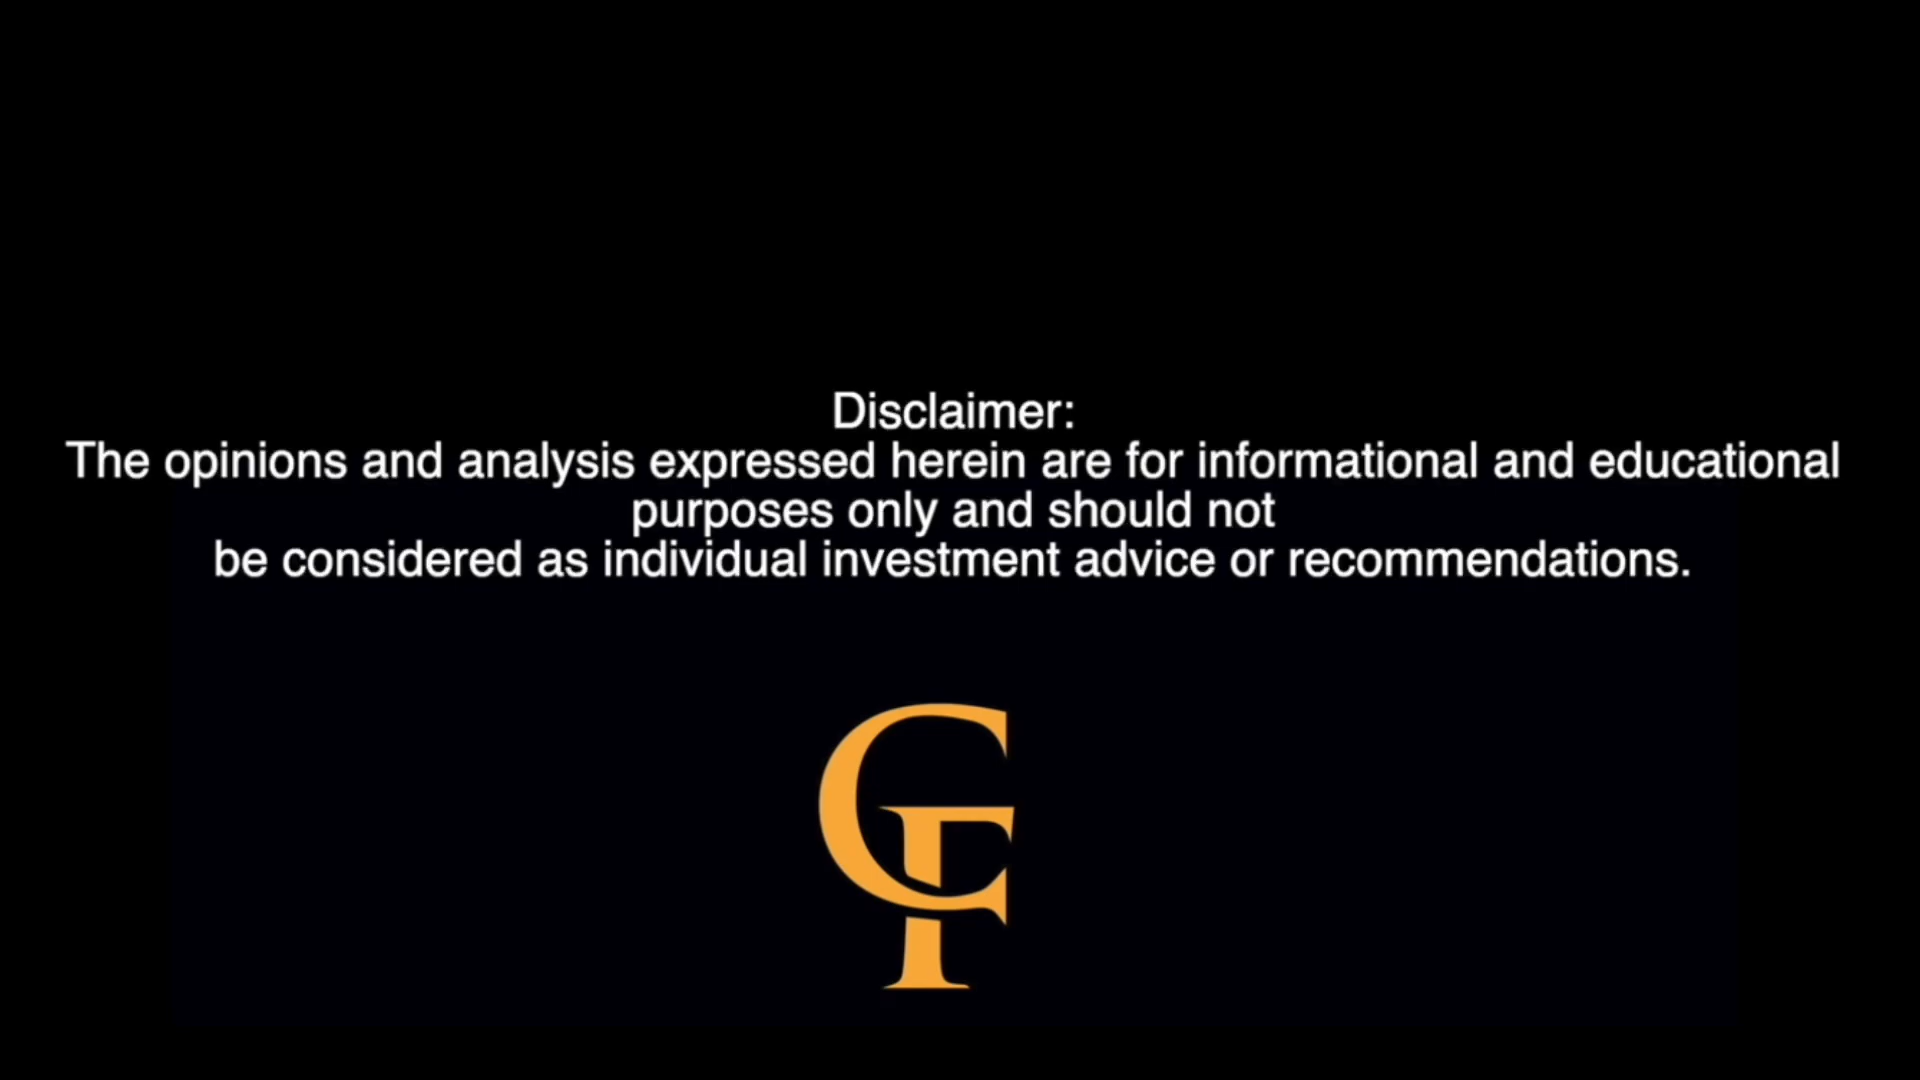 Disclaimer:
The opinions and analysis expressed herein are for informational and educational
purposes only and should not
be considered as individual investment advice or recommendations.
CF